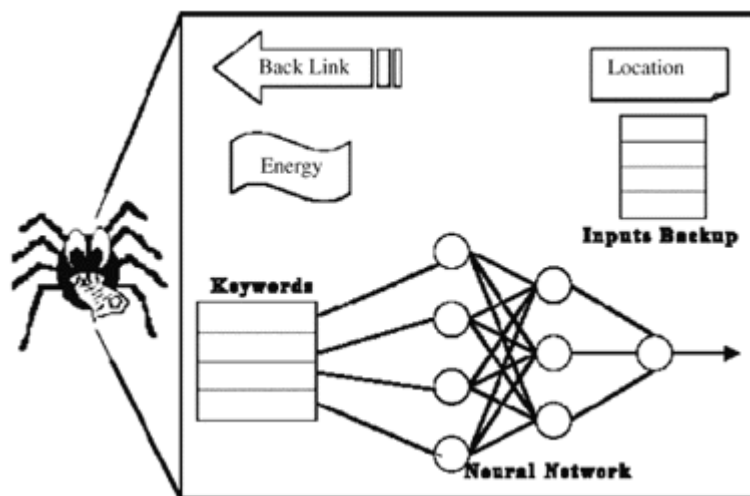 Back Link
Location
Energy
Inputs Backup
Keywords
Neural Network